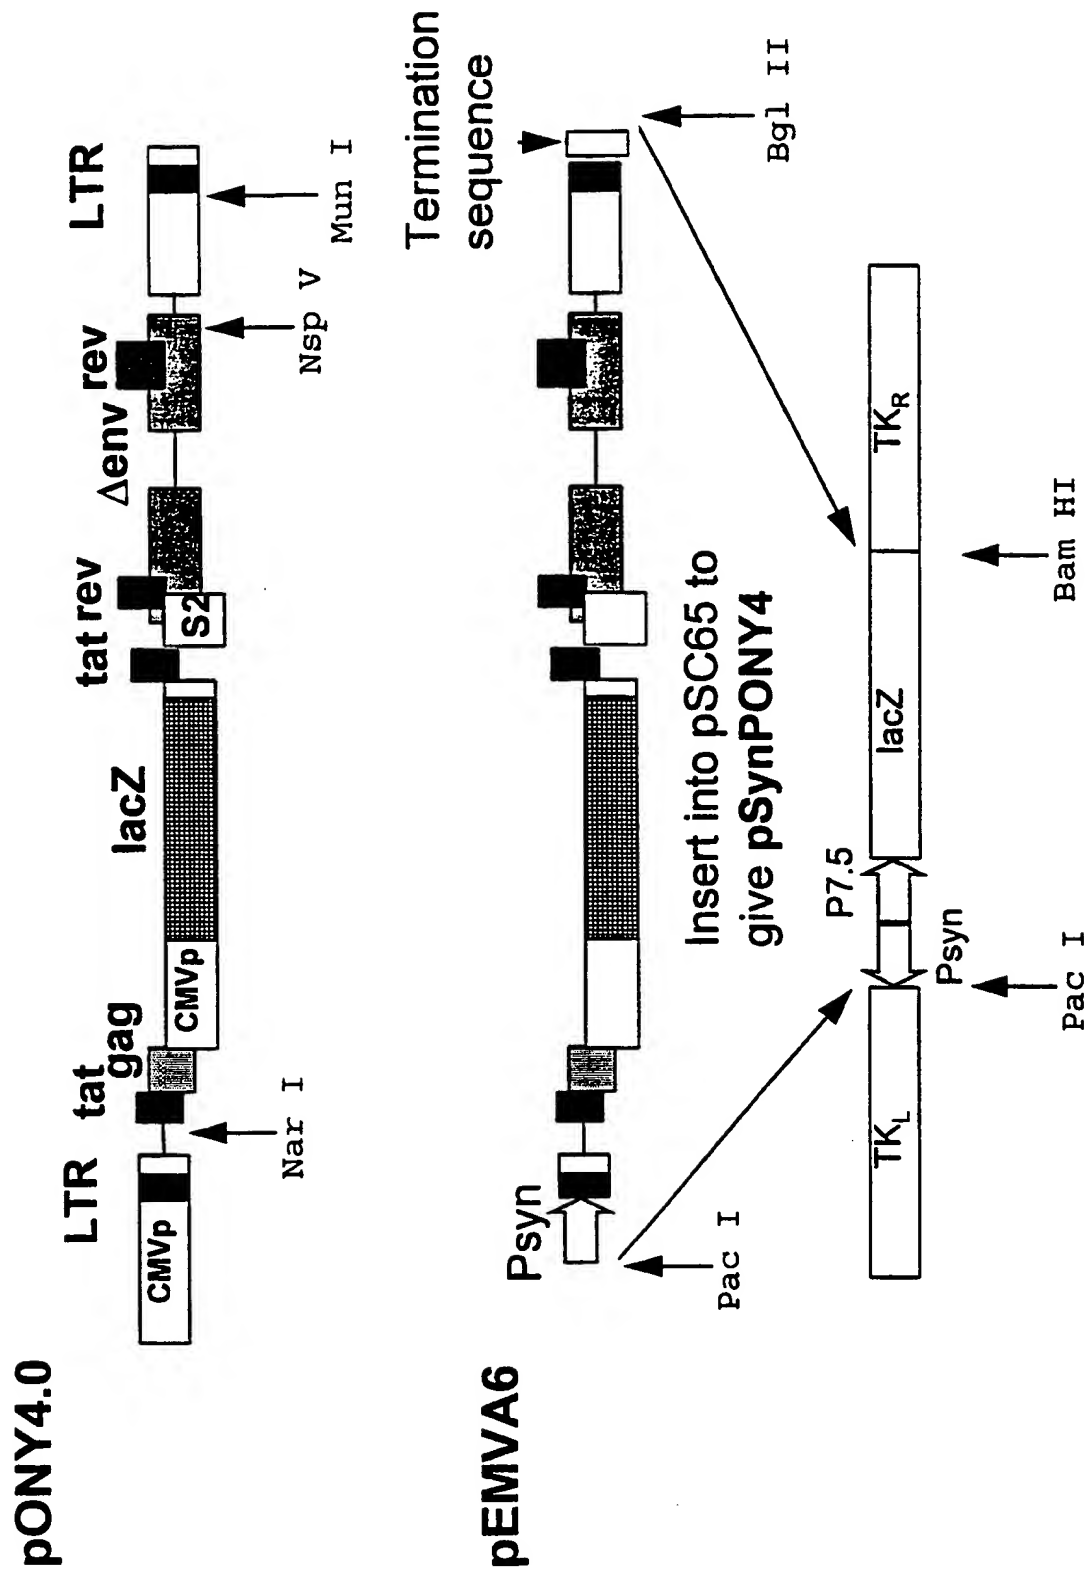 pONY4.0
LTR
tat
gag
lacZ
tat
rev
Δenv
rev
LTR
CMVp
CMVp
S2
Nar I
Nsp V
Mun I
pEMVA6
Psyn
Termination
sequence
Pac I
Bgl II
Insert into pSC65 to
give pSynPONY4
P7.5
TKL
lacZ
TKR
Psyn
Pac I
Bam HI